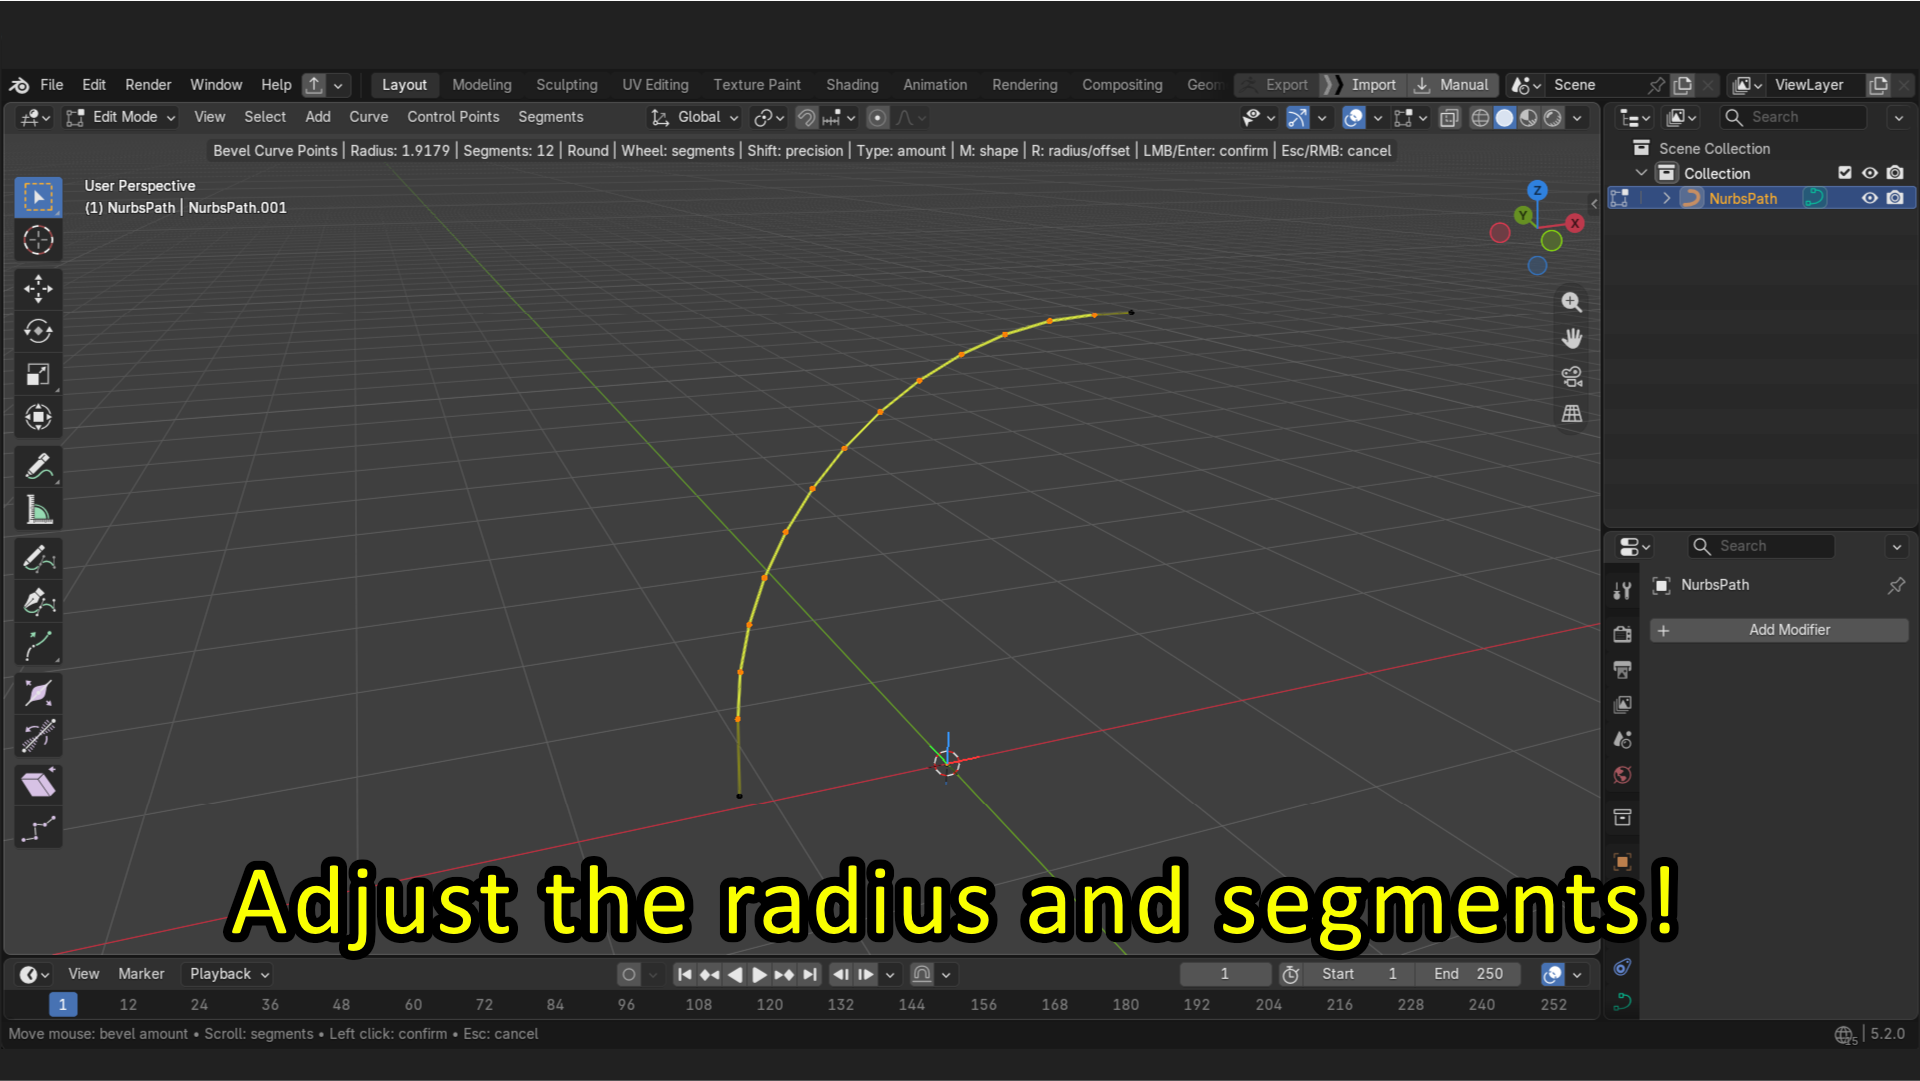 File Edit Render Window Help Layout Modeling Sculpting UV Editing Texture Paint Shading Animation Rendering Compositing Export Import Manual Scene ViewLayer
Edit Mode View Select Add Curve Control Points Segments Global Search
Bevel Curve Points | Radius: 1.9179 | Segments: 12 | Round | Wheel: segments | Shift: precision | Type: amount | M: shape | R: radius/offset | LMB/Enter: confirm | Esc/RMB: cancel
User Perspective
(1) NurbsPath | NurbsPath.001
Z
Y
X
Scene Collection
Collection
NurbsPath
Search
NurbsPath
Add Modifier
Adjust the radius and segments!
View Marker Playback 1 Start 1 End 250
1 12 24 36 48 60 72 84 96 108 120 132 144 156 168 180 192 204 216 228 240 252
Move mouse: bevel amount • Scroll: segments • Left click: confirm • Esc: cancel
15 | 5.2.0